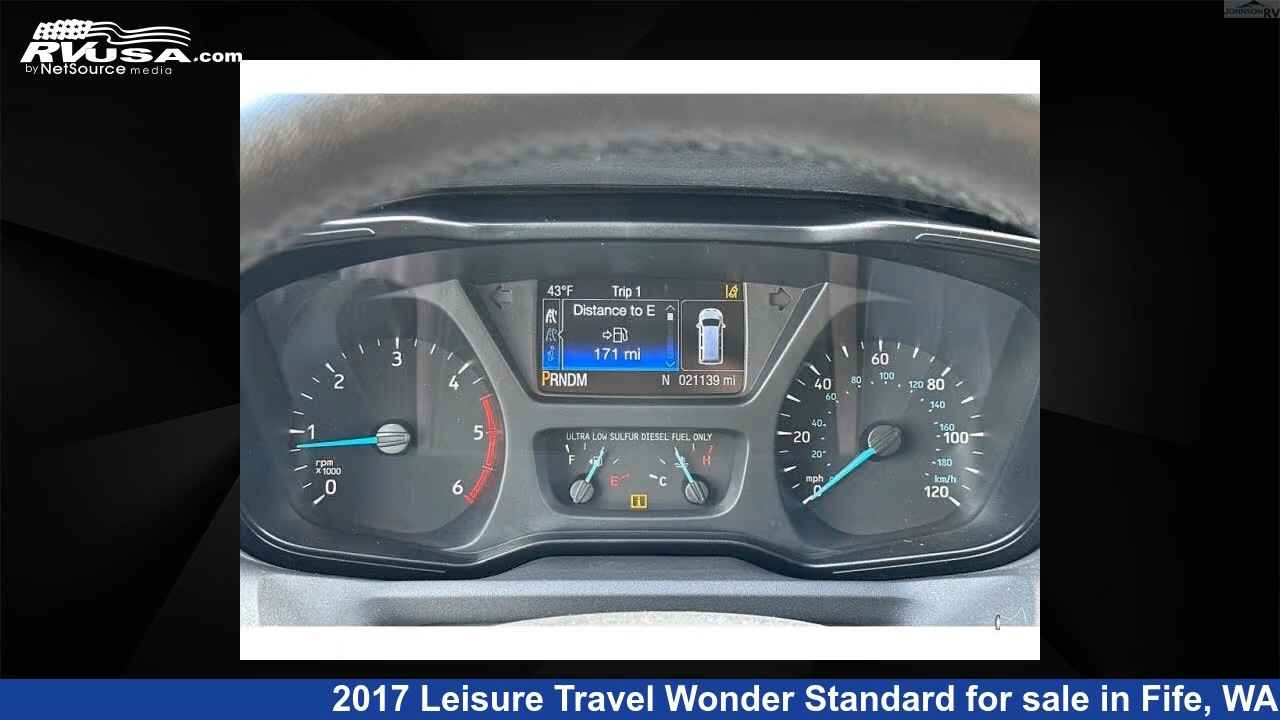 RVUSA.com
by NetSource media
JOHNSON RV
43°F Trip 1
Distance to E
171 mi
PRNDM N 021139 mi
ULTRA LOW SULFUR DIESEL FUEL ONLY
F E C H
i
0 1 2 3 4 5 6
rpm
x1000
0 20 40 60 80 100 120
mph
20 40 60 80 100 120 140 160 180
km/h
2017 Leisure Travel Wonder Standard for sale in Fife, WA